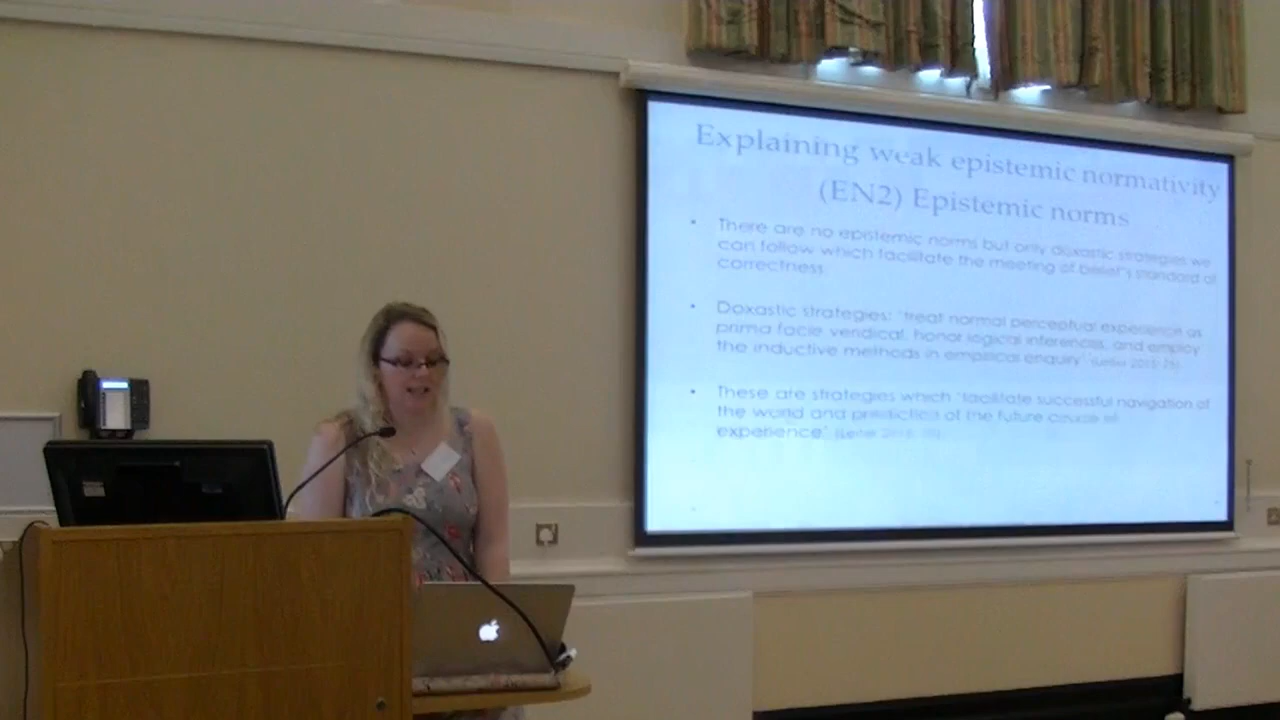 Explaining weak epistemic normativity
(EN2) Epistemic norms
• There are no epistemic norms but only doxastic strategies we
can follow which facilitate the meeting of belief's standard of
correctness.
• Doxastic strategies: "treat normal perceptual experience as
prima facie veridical, honor logical inferences, and employ
the inductive methods in empirical enquiry"
• These are strategies which "facilitate successful navigation of
the world and prediction of the future course of
experience"